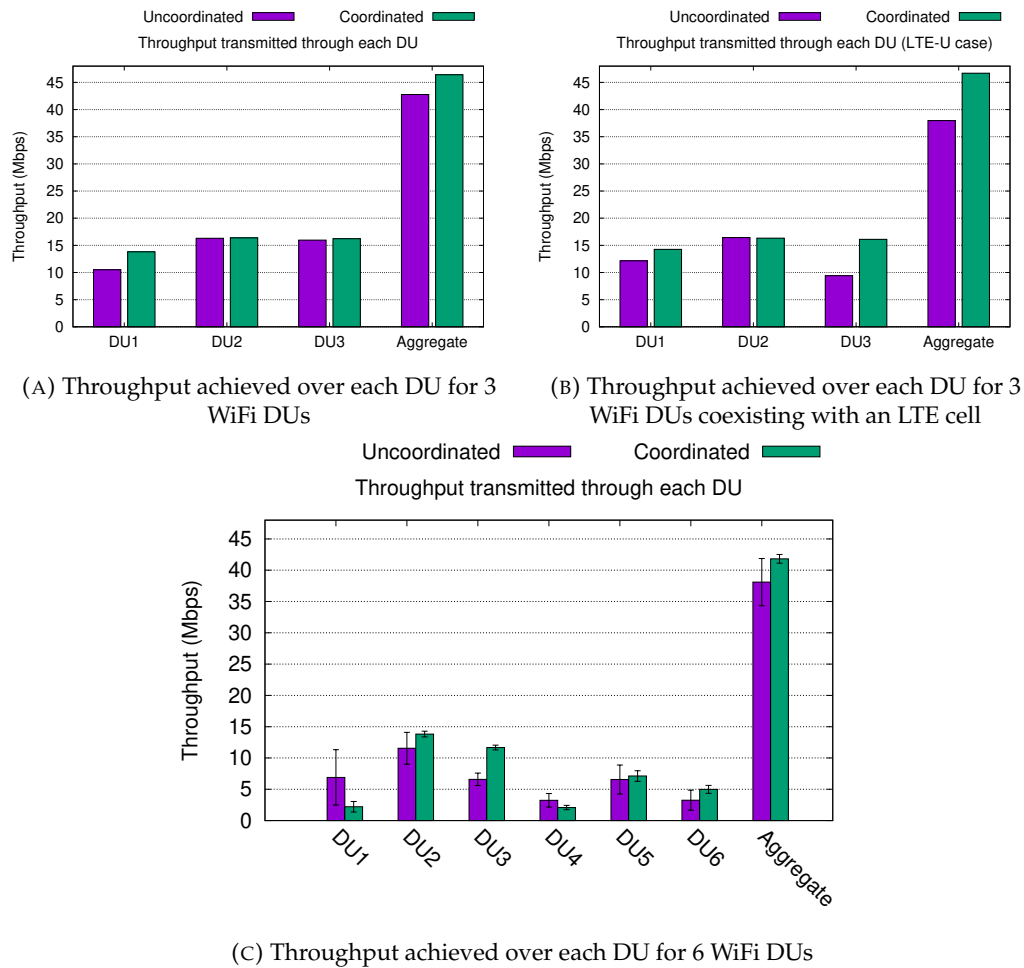 Uncoordinated Coordinated
Throughput transmitted through each DU
45
40
35
30
25
20
15
10
5
0
Throughput (Mbps)
DU1 DU2 DU3 Aggregate
(A) Throughput achieved over each DU for 3
WiFi DUs
Uncoordinated Coordinated
Throughput transmitted through each DU (LTE-U case)
45
40
35
30
25
20
15
10
5
0
Throughput (Mbps)
DU1 DU2 DU3 Aggregate
(B) Throughput achieved over each DU for 3
WiFi DUs coexisting with an LTE cell
Uncoordinated Coordinated
Throughput transmitted through each DU
45
40
35
30
25
20
15
10
5
0
Throughput (Mbps)
DU1 DU2 DU3 DU4 DU5 DU6 Aggregate
(C) Throughput achieved over each DU for 6 WiFi DUs